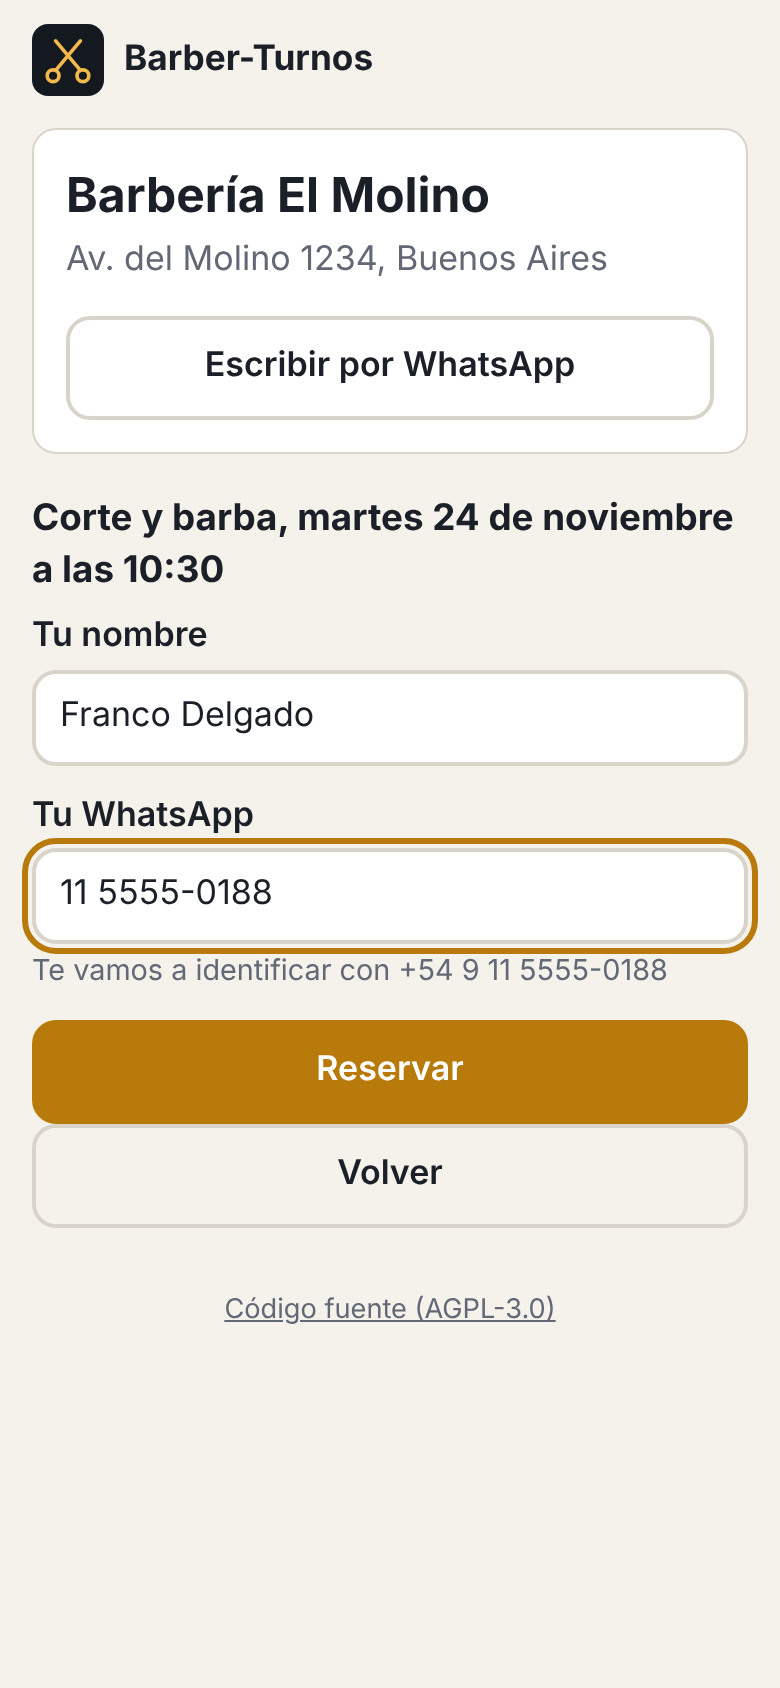 Barber-Turnos
Barbería El Molino
Av. del Molino 1234, Buenos Aires
Escribir por WhatsApp
Corte y barba, martes 24 de noviembre
a las 10:30
Tu nombre
Franco Delgado
Tu WhatsApp
11 5555-0188
Te vamos a identificar con +54 9 11 5555-0188
Reservar
Volver
Código fuente (AGPL-3.0)